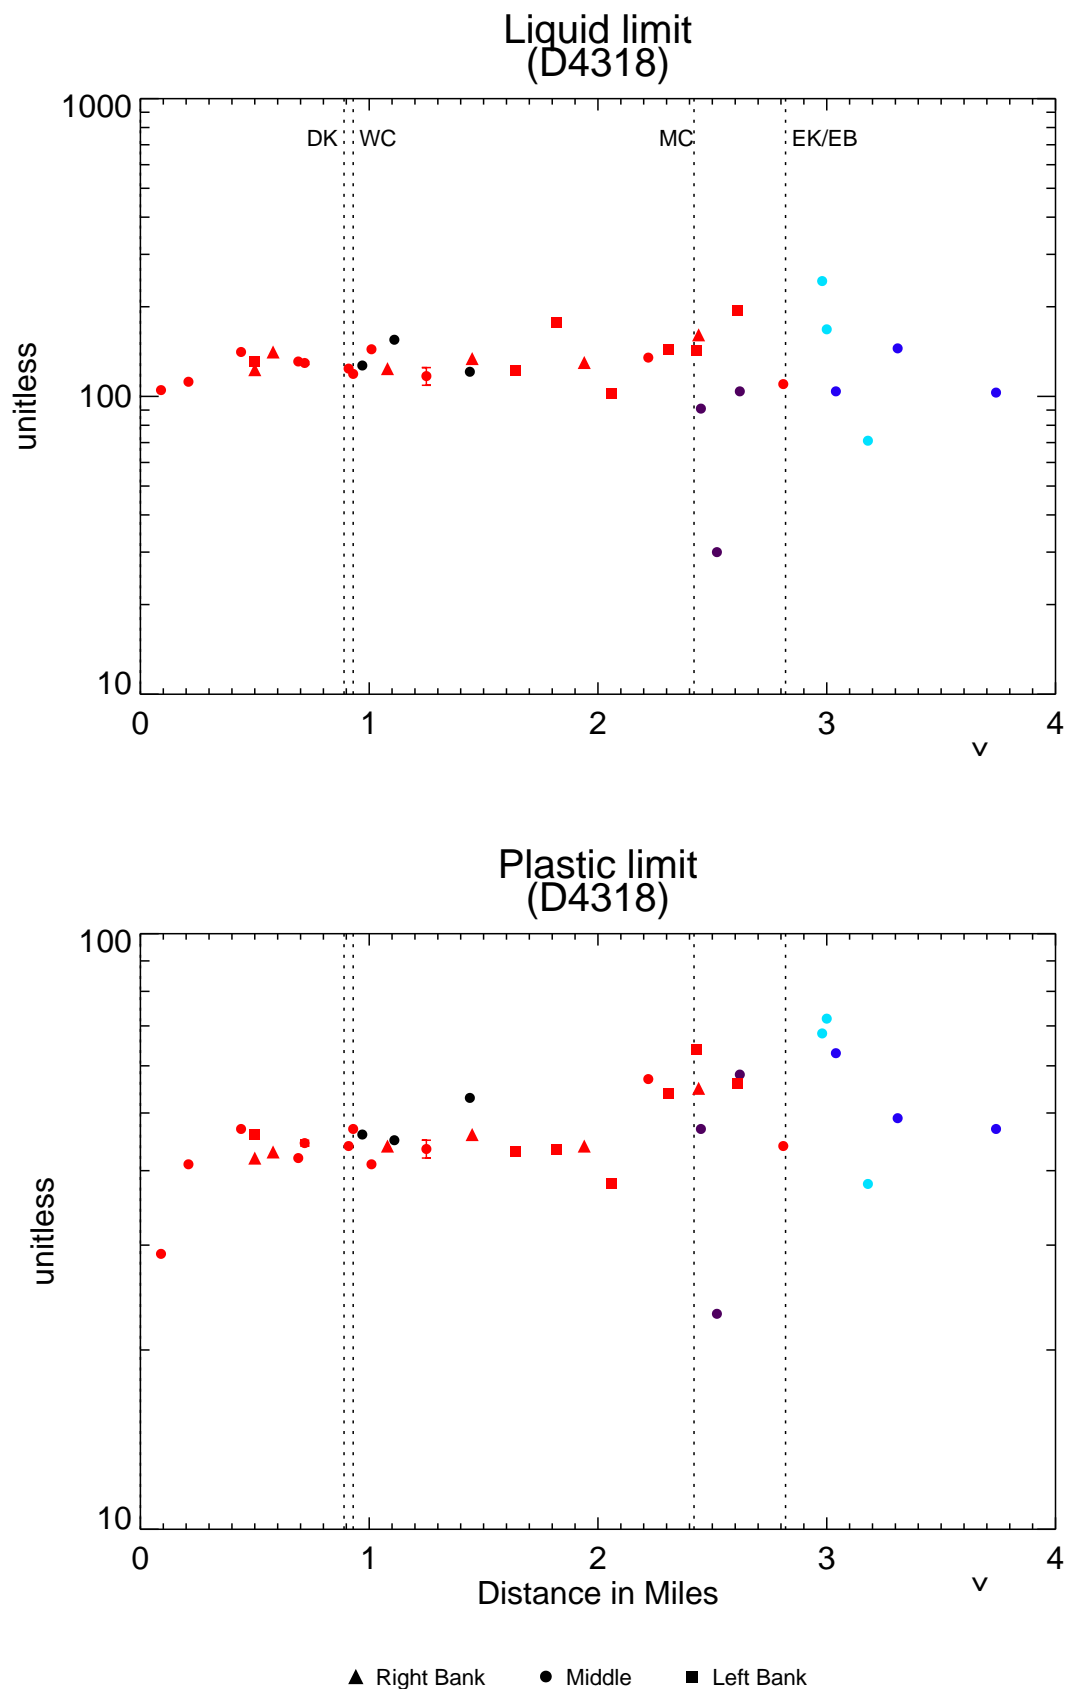 Liquid limit
(D4318)
1000
DK
WC
MC
EK/EB
unitless
100
10
0
1
2
3
4
v
Plastic limit
(D4318)
100
unitless
10
0
1
2
3
4
Distance in Miles
v
Right Bank
Middle
Left Bank